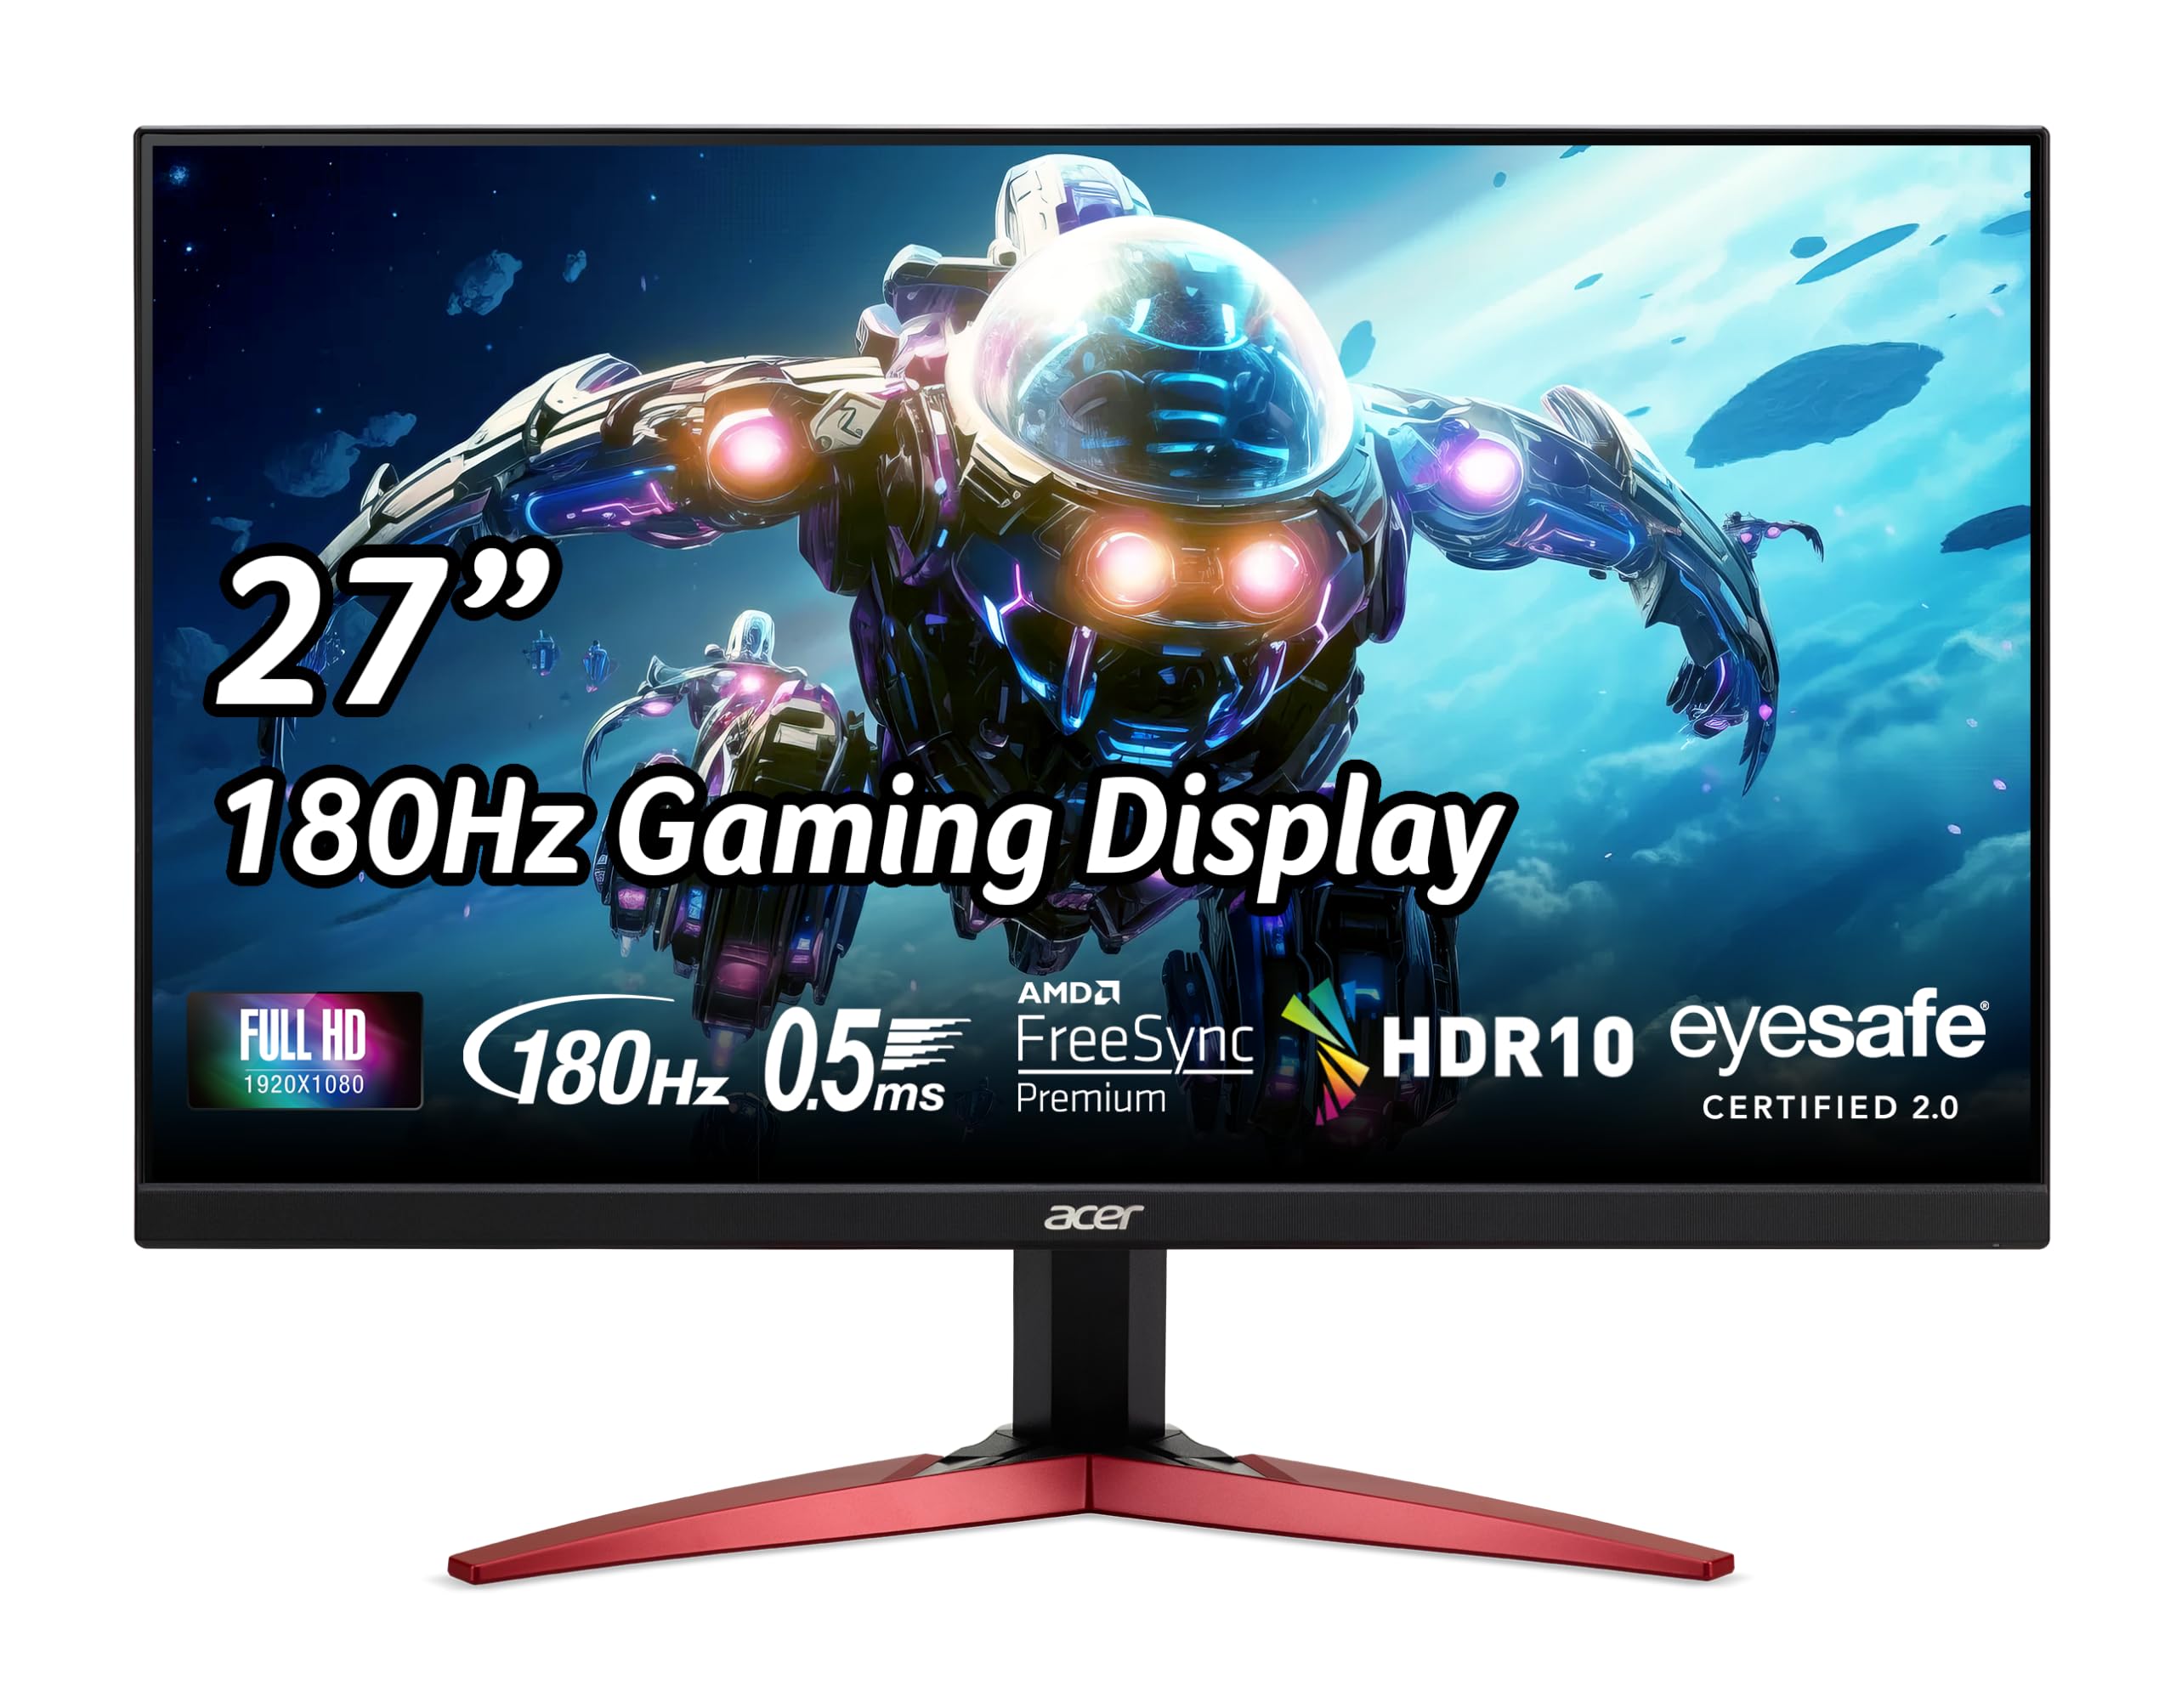 27”
180Hz Gaming Display
FULL HD
1920X1080
180Hz
0.5ms
AMD
FreeSync
Premium
HDR10
eyesafe®
CERTIFIED 2.0
acer